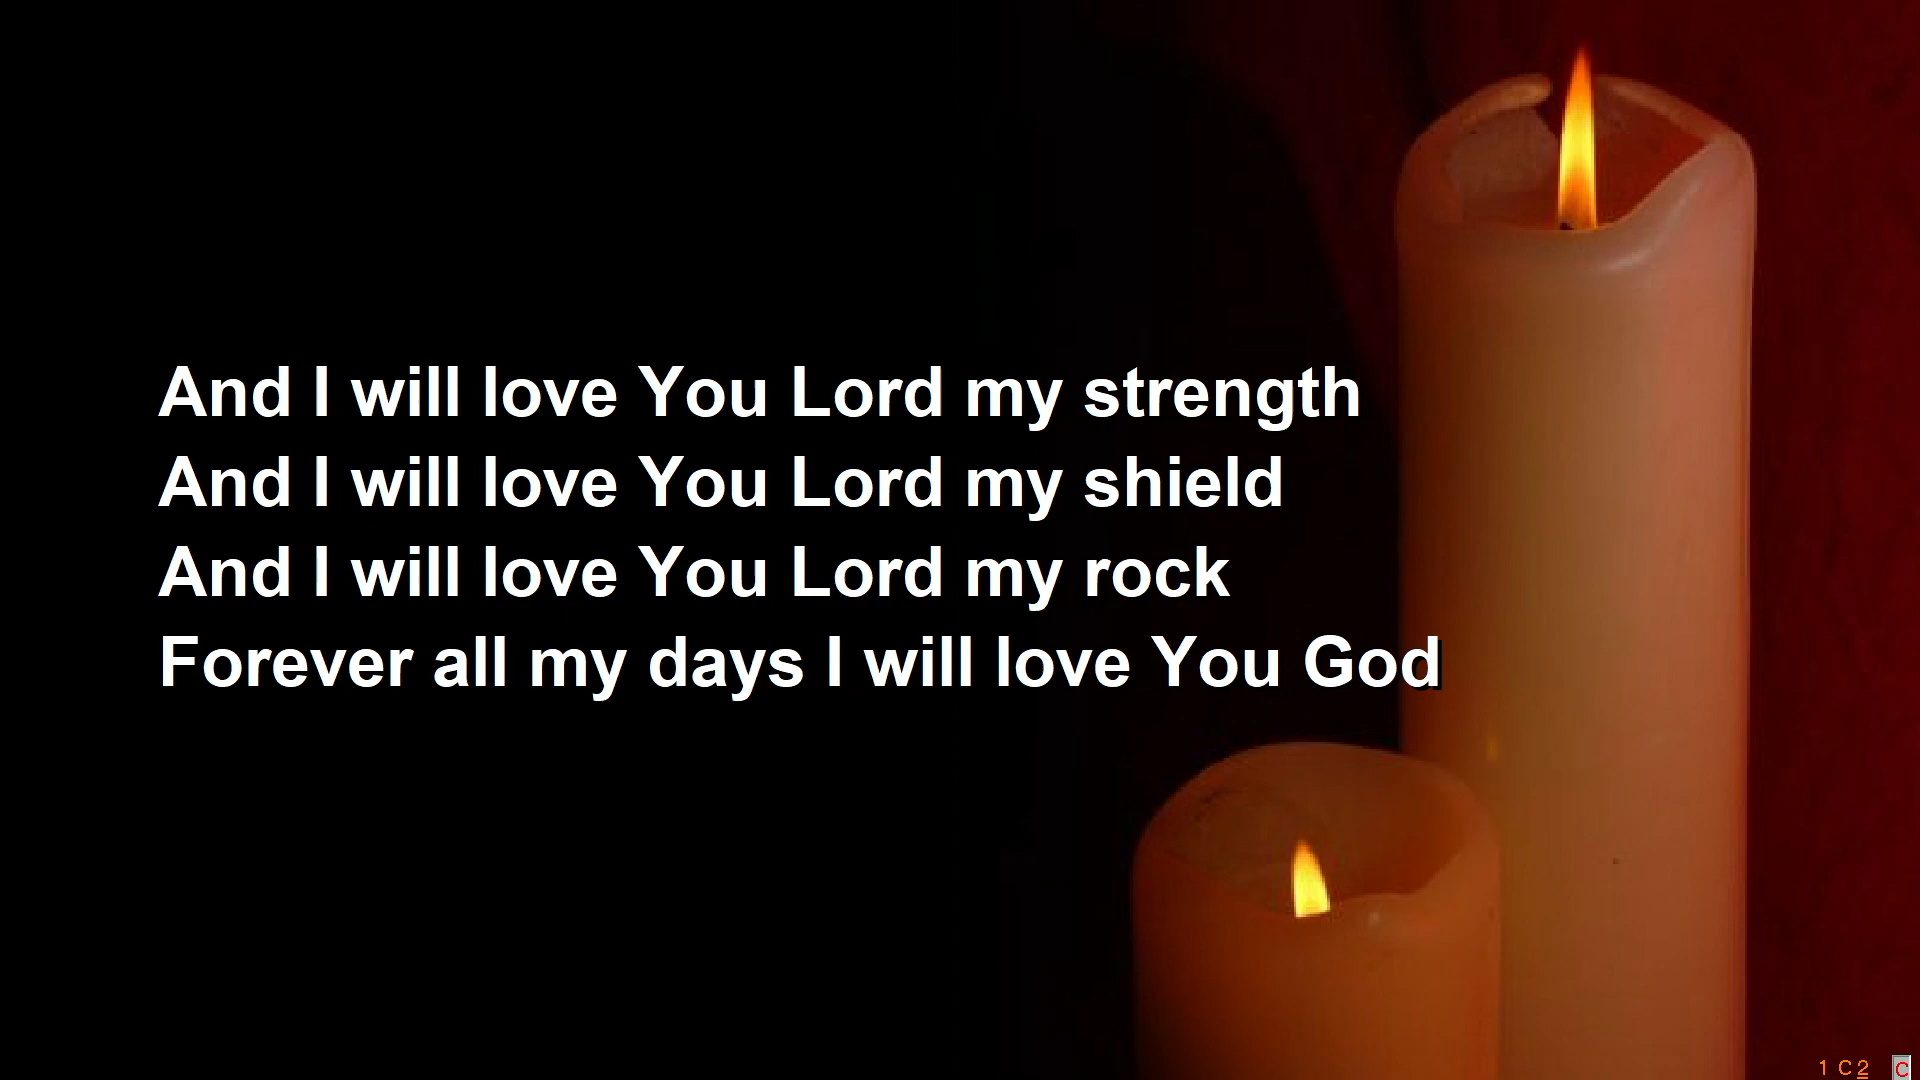 And I will love You Lord my strength
And I will love You Lord my shield
And I will love You Lord my rock
Forever all my days I will love You God
1 C 2 C